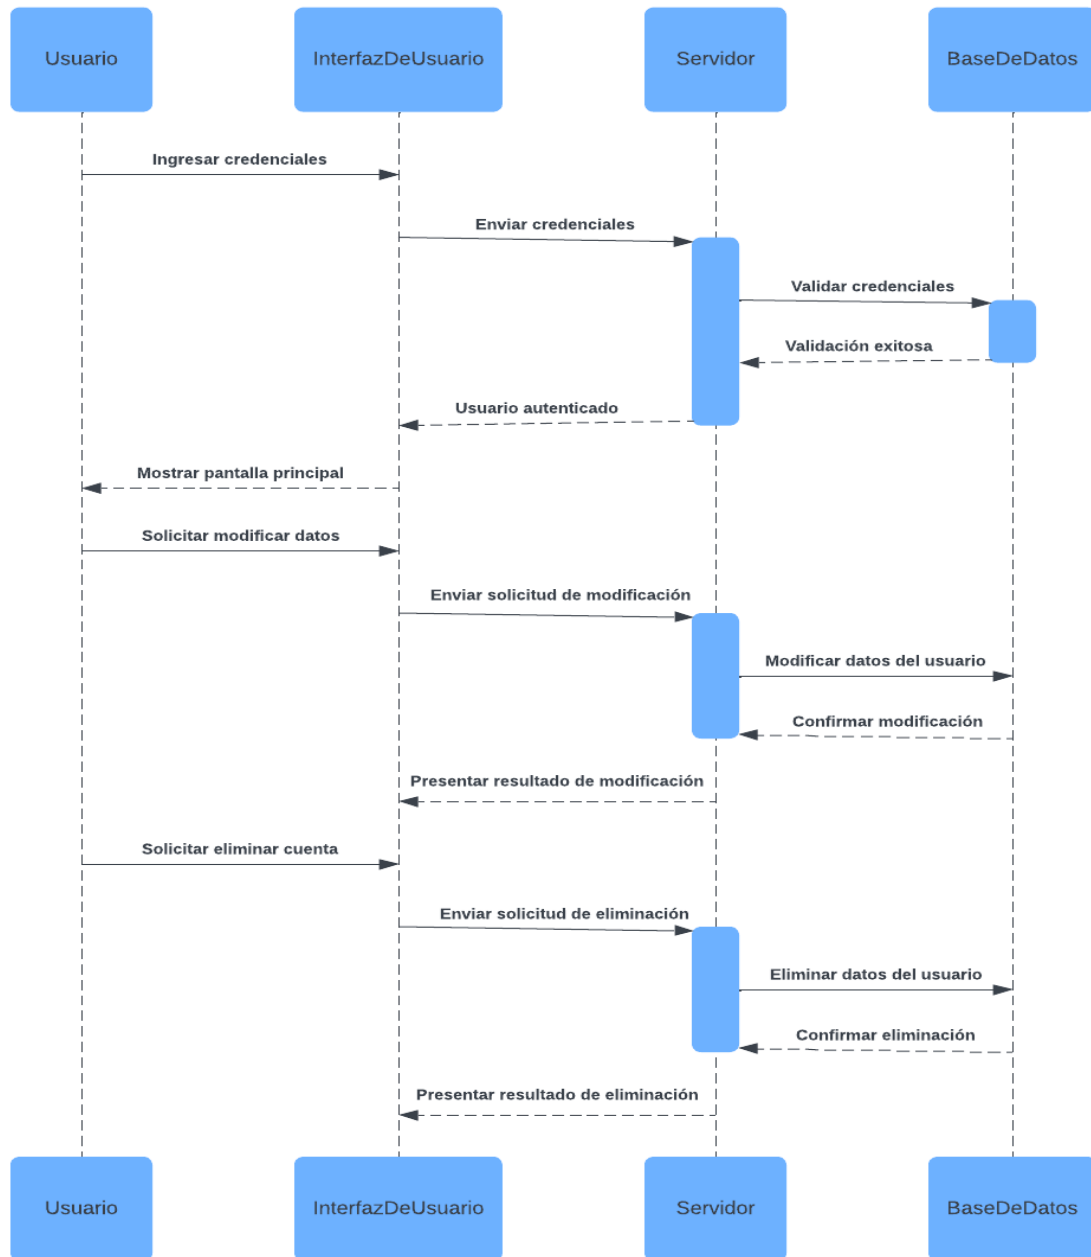 Usuario
InterfazDeUsuario
Servidor
BaseDeDatos
Ingresar credenciales
Enviar credenciales
Validar credenciales
Validación exitosa
Usuario autenticado
Mostrar pantalla principal
Solicitar modificar datos
Enviar solicitud de modificación
Modificar datos del usuario
Confirmar modificación
Presentar resultado de modificación
Solicitar eliminar cuenta
Enviar solicitud de eliminación
Eliminar datos del usuario
Confirmar eliminación
Presentar resultado de eliminación
Usuario
InterfazDeUsuario
Servidor
BaseDeDatos